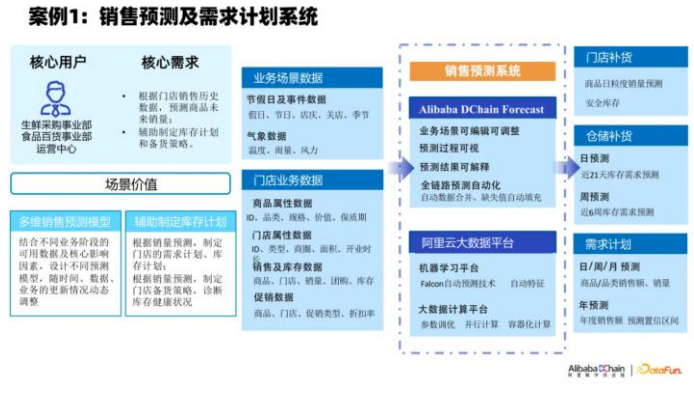 案例1：销售预测及需求计划系统
核心用户
生鲜采购事业部
食品百货事业部
运营中心
核心需求
• 根据门店销售历史
数据，预测商品未
来销量；
• 辅助制定库存计划
和备货策略。
场景价值
多维销售预测模型
结合不同业务阶段的
可用数据及核心影响
因素，设计不同预测
模型，随时间、数据、
业务的更新情况动态
调整
辅助制定库存计划
根据销量预测，制定
门店的需求计划、库
存计划；
根据销量预测，制定
门店备货策略，诊断
库存健康状况
业务场景数据
节假日及事件数据
假日、节日、店庆、关店、季节
气象数据
温度、雨量、风力
门店业务数据
商品属性数据
ID、品类、规格、价值、保质期
门店属性数据
ID、类型、商圈、面积、开业时
长
销售及库存数据
商品、门店、销量、团购、库存
促销数据
商品、门店、促销类型、折扣率
销售预测系统
Alibaba DChain Forecast
业务场景可编辑可调整
预测过程可视
预测结果可解释
全链路预测自动化
自动数据合并、缺失值自动填充
阿里云大数据平台
机器学习平台
Falcon自动预测技术 自动特征
大数据计算平台
参数调优 并行计算 容器化计算
门店补货
商品日粒度销量预测
安全库存
仓储补货
日预测
近21天库存需求预测
周预测
近6周库存需求预测
需求计划
日/周/月 预测
商品/品类销售额、销量
年预测
年度销售额 预测置信区间
Alibaba DChain
DataFun.